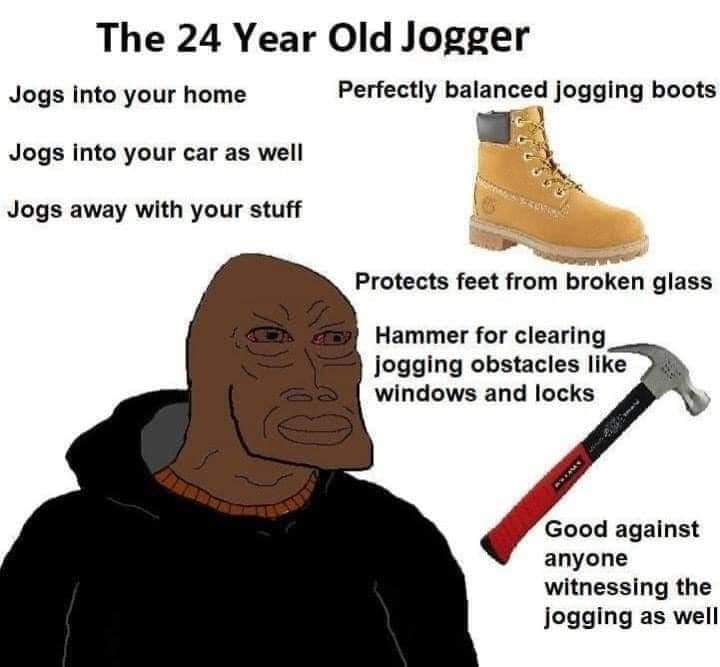 The 24 Year Old Jogger
Jogs into your home
Jogs into your car as well
Jogs away with your stuff
Perfectly balanced jogging boots
Protects feet from broken glass
Hammer for clearing
jogging obstacles like
windows and locks
Good against
anyone
witnessing the
jogging as well